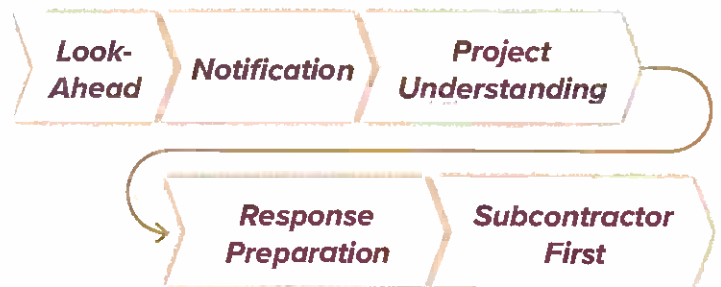 Look-
Ahead
Notification
Project
Understanding
Response
Preparation
Subcontractor
First